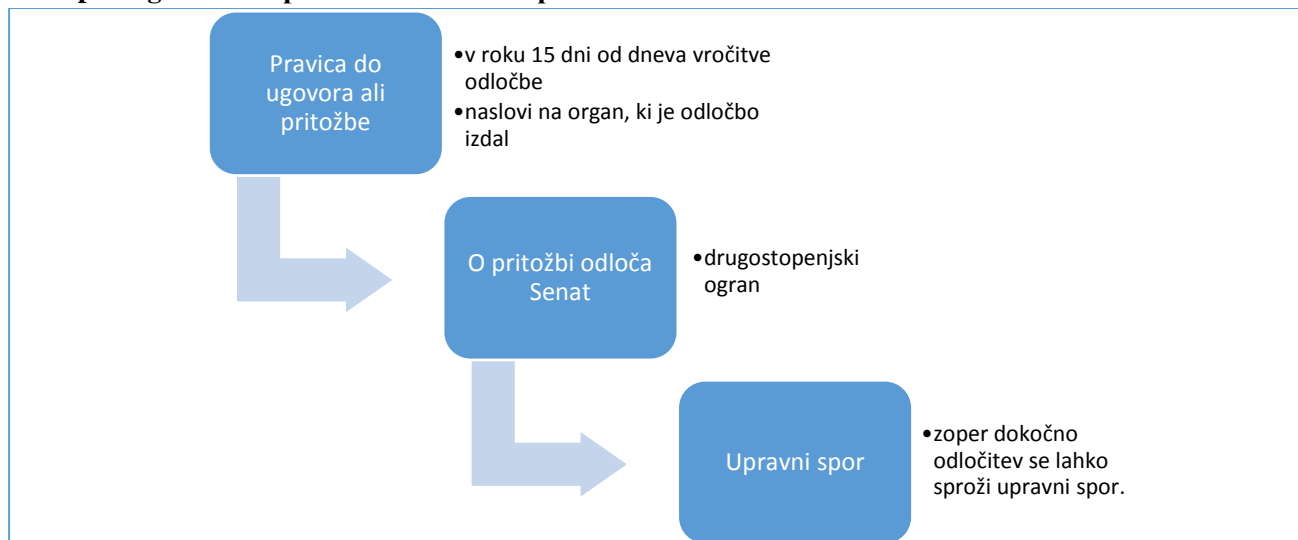 Pravica do
ugovora ali
pritožbe
•v roku 15 dni od dneva vročitve
odločbe
•naslovi na organ, ki je odločbo
izdal
O pritožbi odloča
Senat
•drugostopenjski
ogran
Upravni spor
•zoper dokočno
odločitev se lahko
sproži upravni spor.